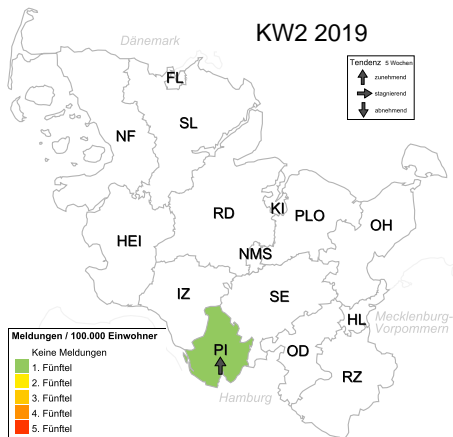 KW2 2019
Dänemark
Tendenz 5 Wochen
zunehmend
stagnierend
abnehmend
FL
SL
NF
RD
KI
PLO
OH
HEI
NMS
IZ
SE
HL
Mecklenburg-
Vorpommern
PI
OD
RZ
Hamburg
Meldungen / 100.000 Einwohner
Keine Meldungen
1. Fünftel
2. Fünftel
3. Fünftel
4. Fünftel
5. Fünftel